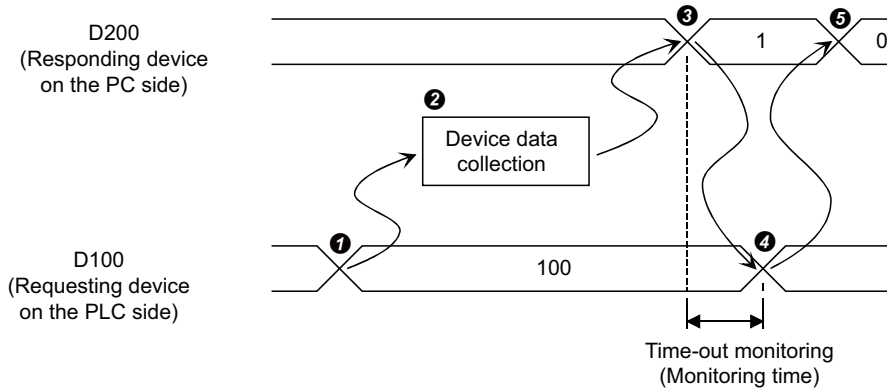 D200
(Responding device
on the PC side)
❸
❺
1
0
❷
Device data
collection
D100
(Requesting device
on the PLC side)
❶
❹
100
Time-out monitoring
(Monitoring time)